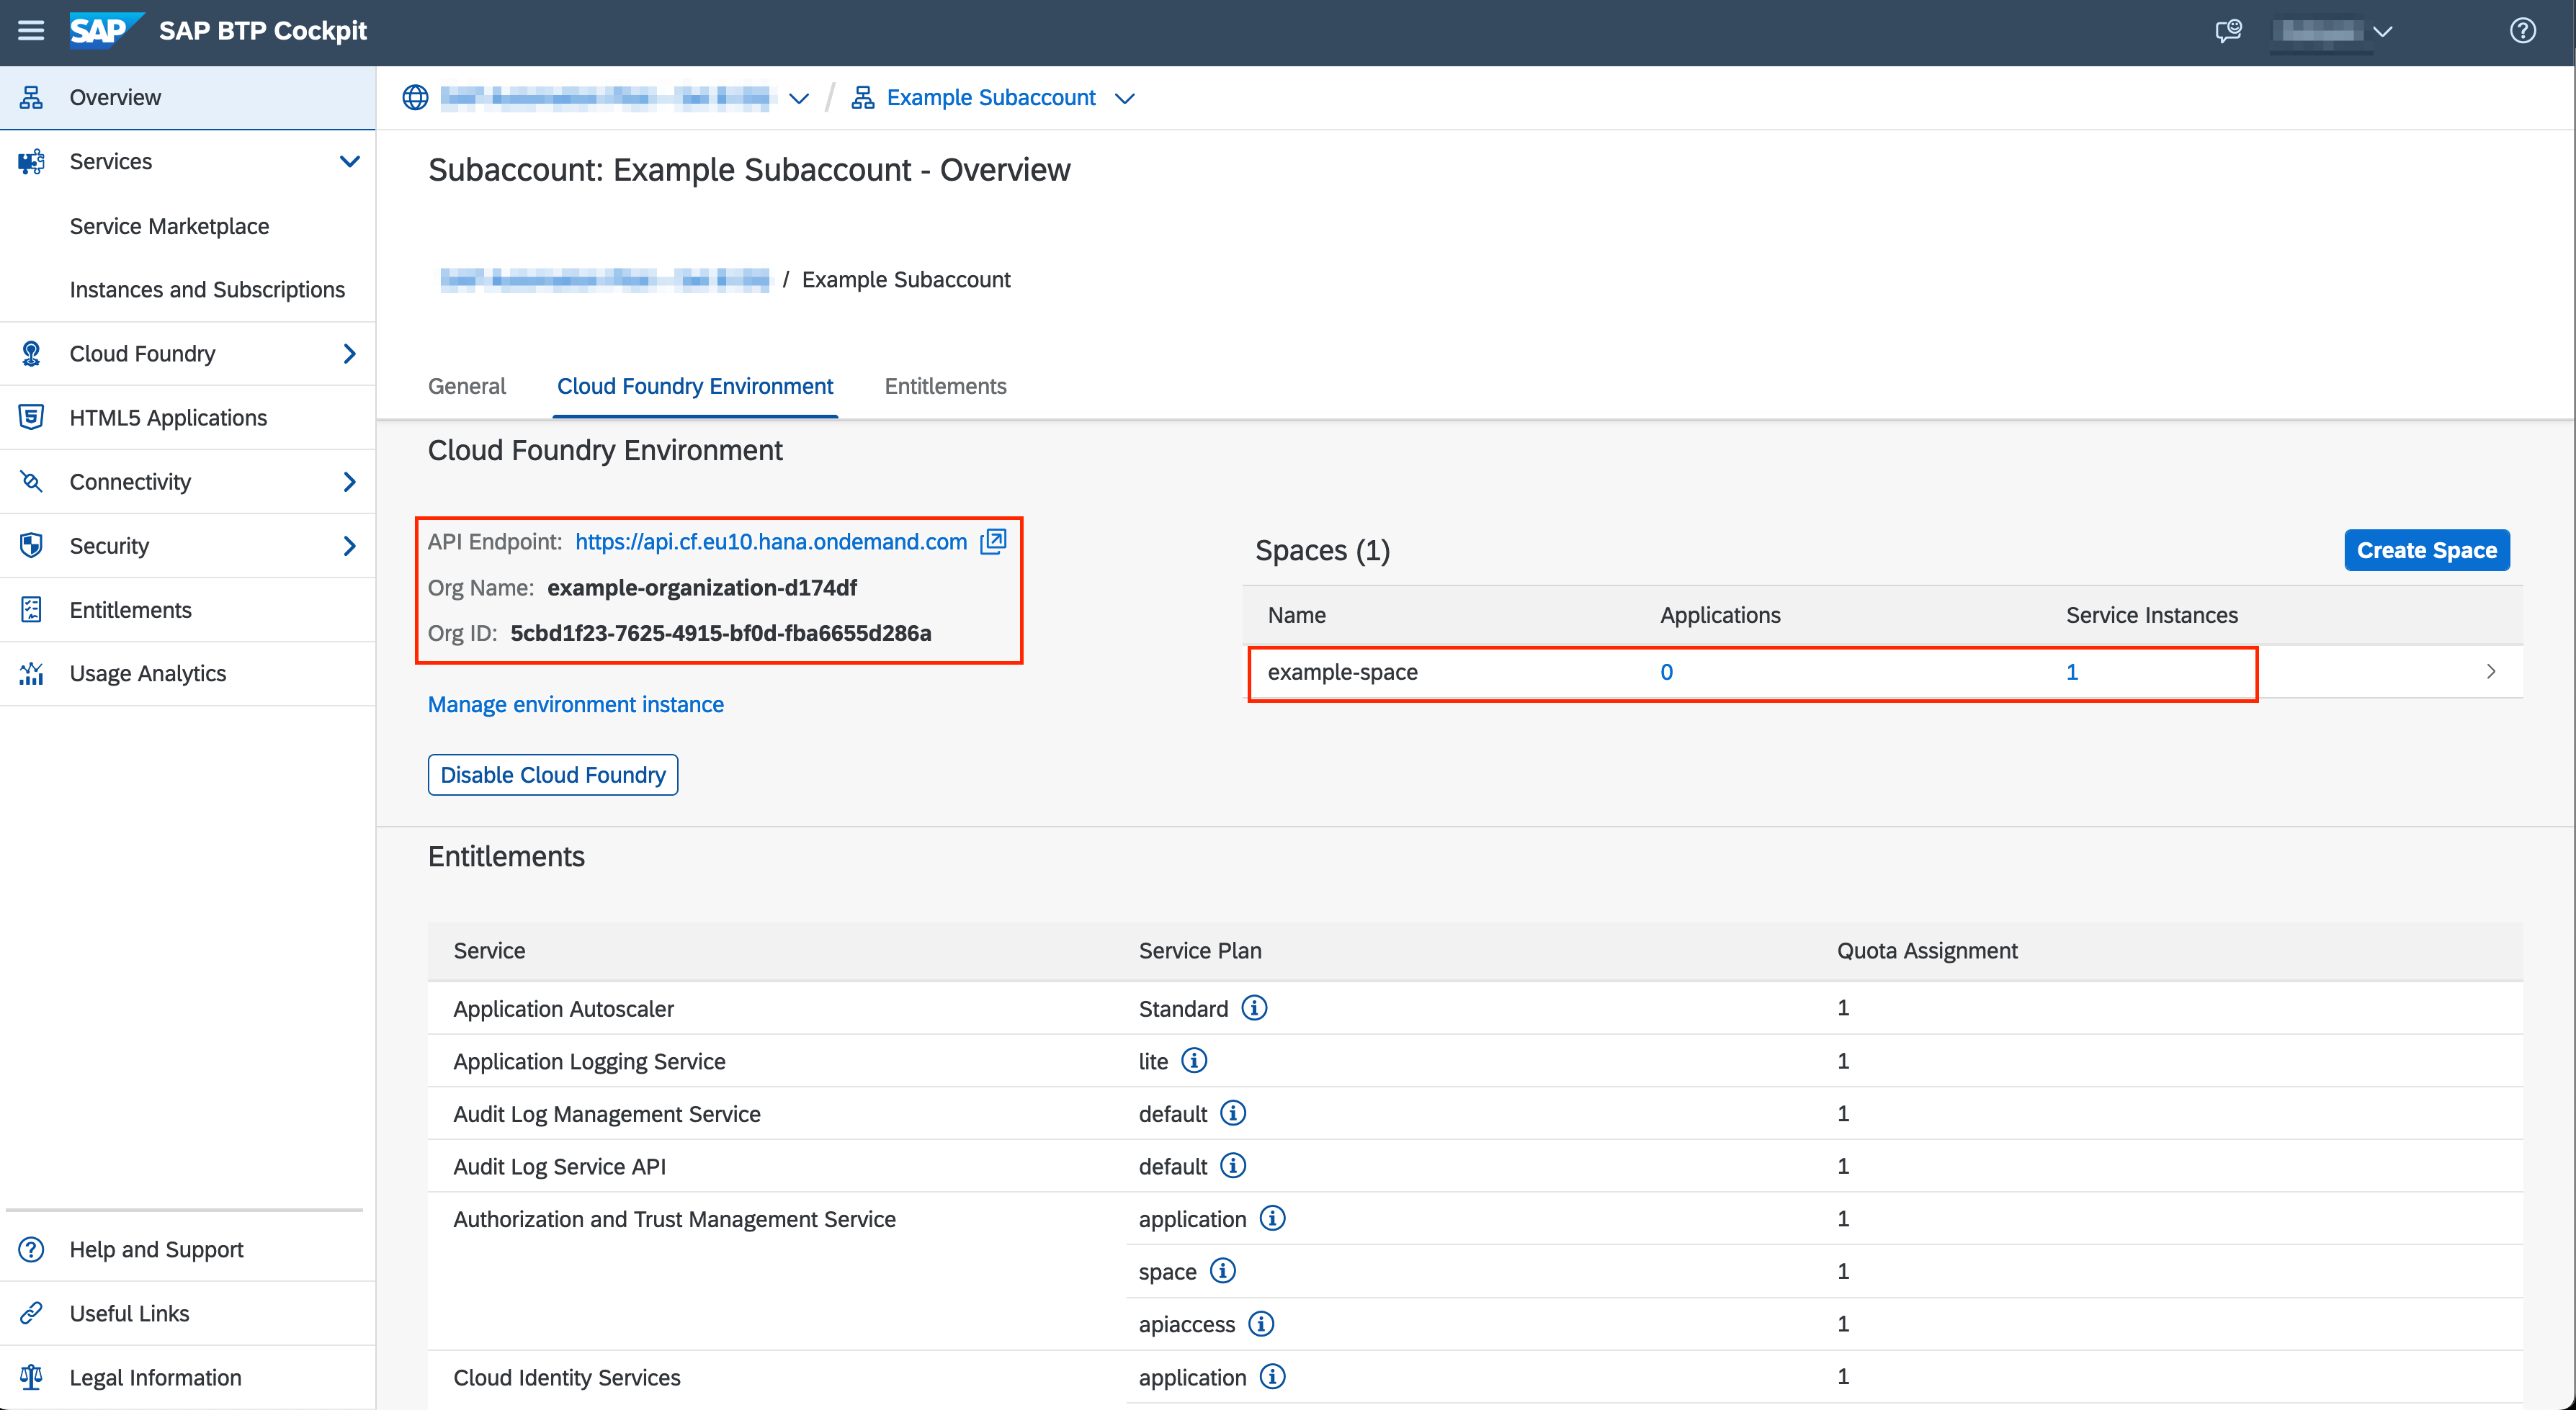 SAP SAP BTP Cockpit
Overview
Services
Service Marketplace
Instances and Subscriptions
Cloud Foundry
HTML5 Applications
Connectivity
Security
Entitlements
Usage Analytics
Help and Support
Useful Links
Legal Information
/ Example Subaccount
Subaccount: Example Subaccount - Overview
/ Example Subaccount
General Cloud Foundry Environment Entitlements
Cloud Foundry Environment
API Endpoint: https://api.cf.eu10.hana.ondemand.com
Org Name: example-organization-d174df
Org ID: 5cbd1f23-7625-4915-bf0d-fba6655d286a
Manage environment instance
Disable Cloud Foundry
Spaces (1) Create Space
Name Applications Service Instances
example-space 0 1
Entitlements
Service Service Plan Quota Assignment
Application Autoscaler Standard 1
Application Logging Service lite 1
Audit Log Management Service default 1
Audit Log Service API default 1
Authorization and Trust Management Service application 1
space 1
apiaccess 1
Cloud Identity Services application 1